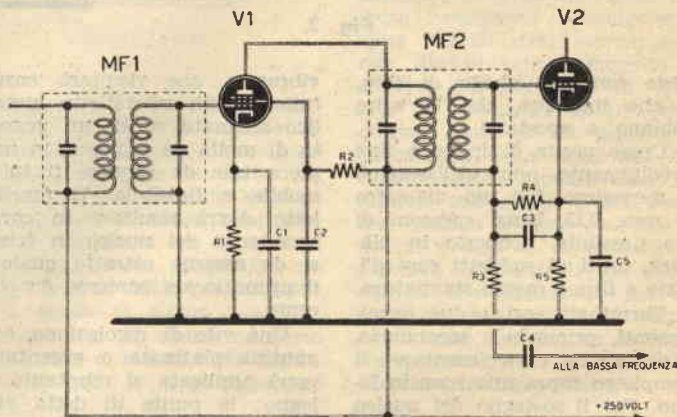 V1
V2
MF1
MF2
R2
R4
C3
R1
C1
C2
R3
R5
C5
C4
ALLA BASSA FREQUENZA
+250 VOLT